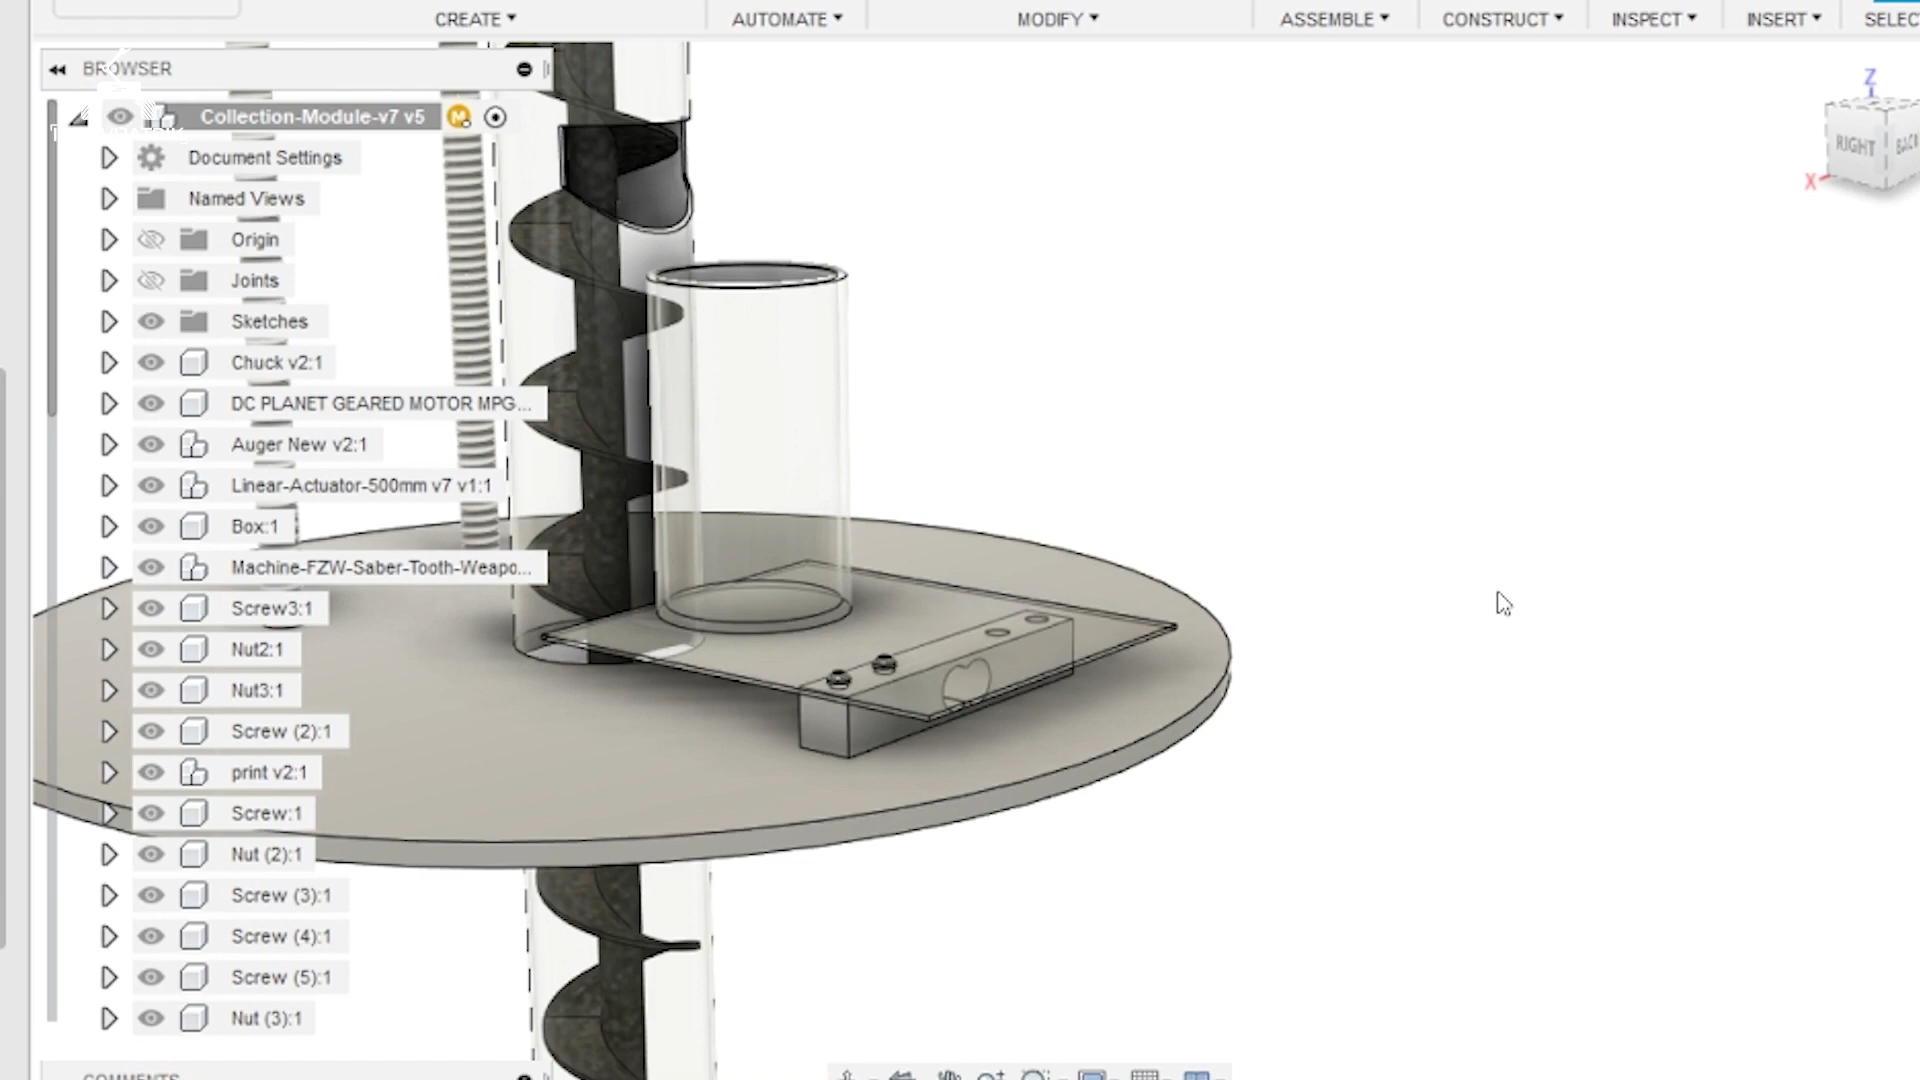 CREATE
AUTOMATE
MODIFY
ASSEMBLE
CONSTRUCT
INSPECT
INSERT
SELEC
BROWSER
Collection-Module-v7 v5
M
Document Settings
Named Views
Origin
Joints
Sketches
Chuck v2:1
DC PLANET GEARED MOTOR MPG...
Auger New v2:1
Linear-Actuator-500mm v7 v1:1
Box:1
Machine-FZW-Saber-Tooth-Weapo...
Screw3:1
Nut2:1
Nut3:1
Screw (2):1
print v2:1
Screw:1
Nut (2):1
Screw (3):1
Screw (4):1
Screw (5):1
Nut (3):1
COMMENTS
Z
RIGHT
BACK
X